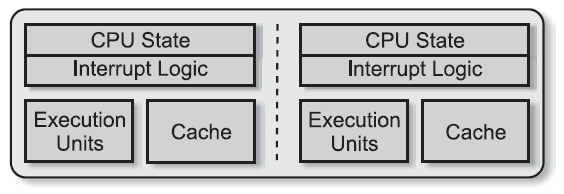 CPU State
Interrupt Logic
Execution
Units
Cache
CPU State
Interrupt Logic
Execution
Units
Cache